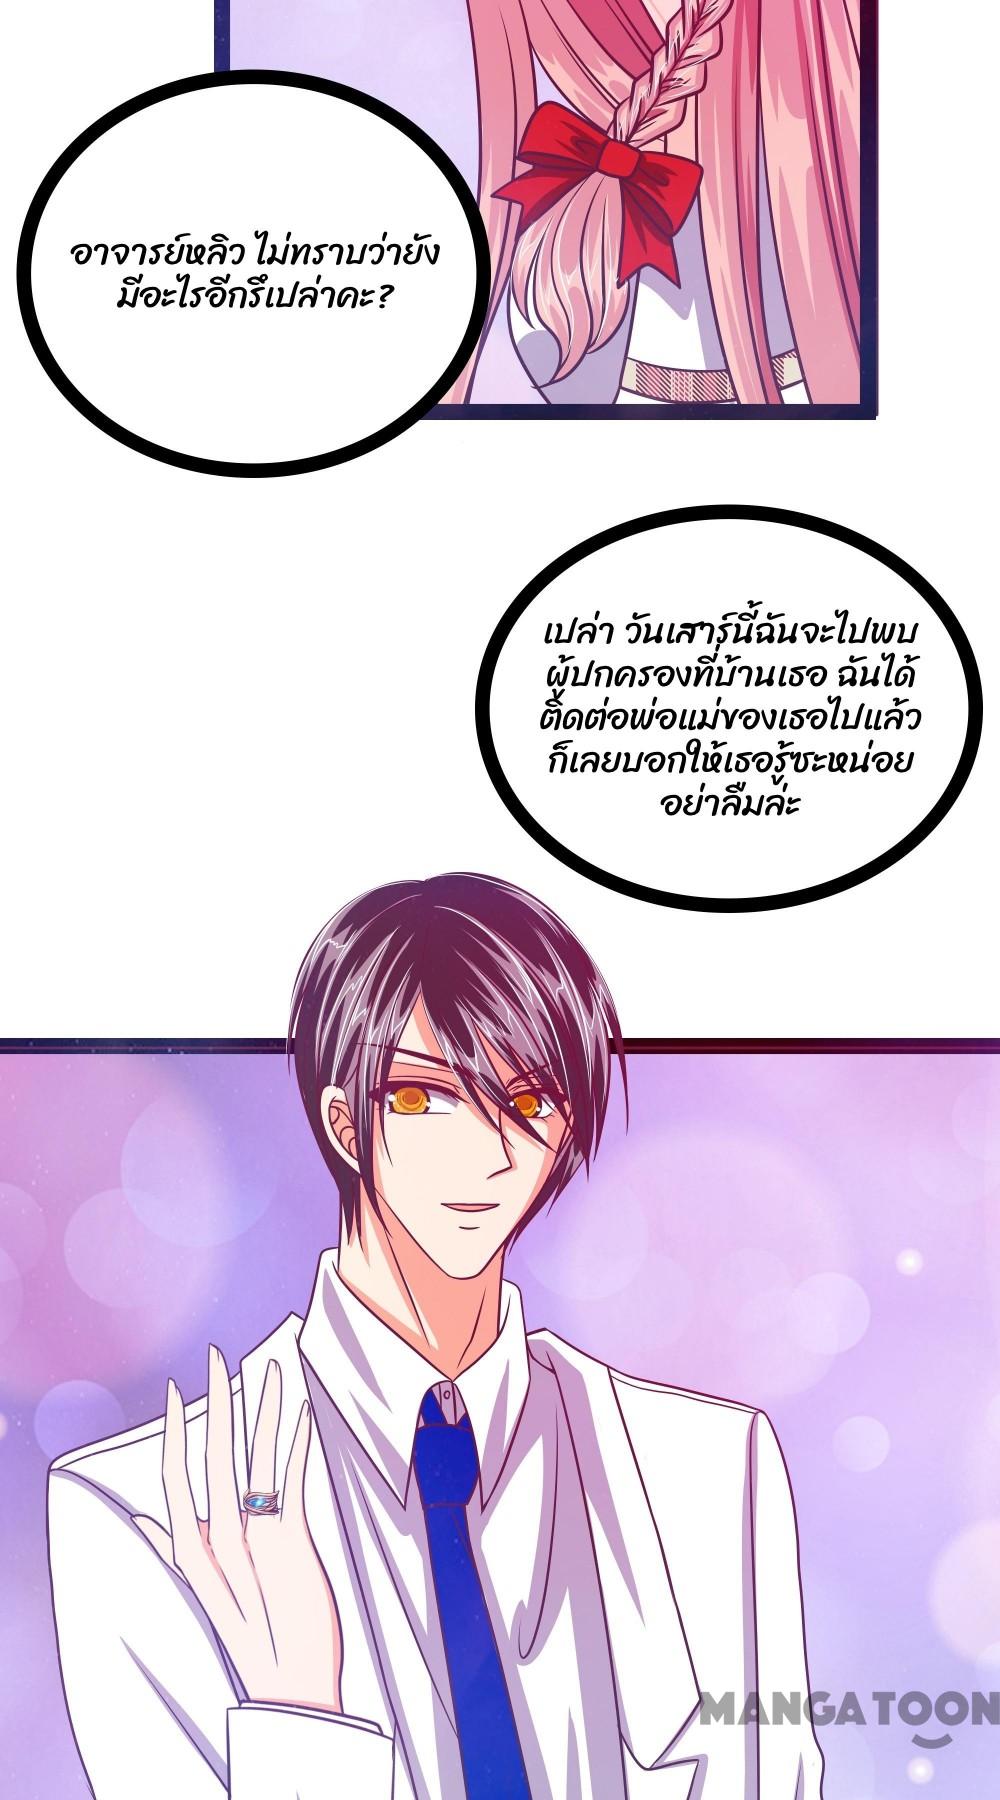 อาจารย์หลิว ไม่ทราบว่ายัง
มีอะไรอีกรึเปล่าคะ?
เปล่า วันเสาร์นี้ฉันจะไปพบ
ผู้ปกครองที่บ้านเธอ ฉันได้
ติดต่อพ่อแม่ของเธอไปแล้ว
ก็เลยบอกให้เธอรู้ซะหน่อย
อย่าลืมล่ะ
MANGATOON